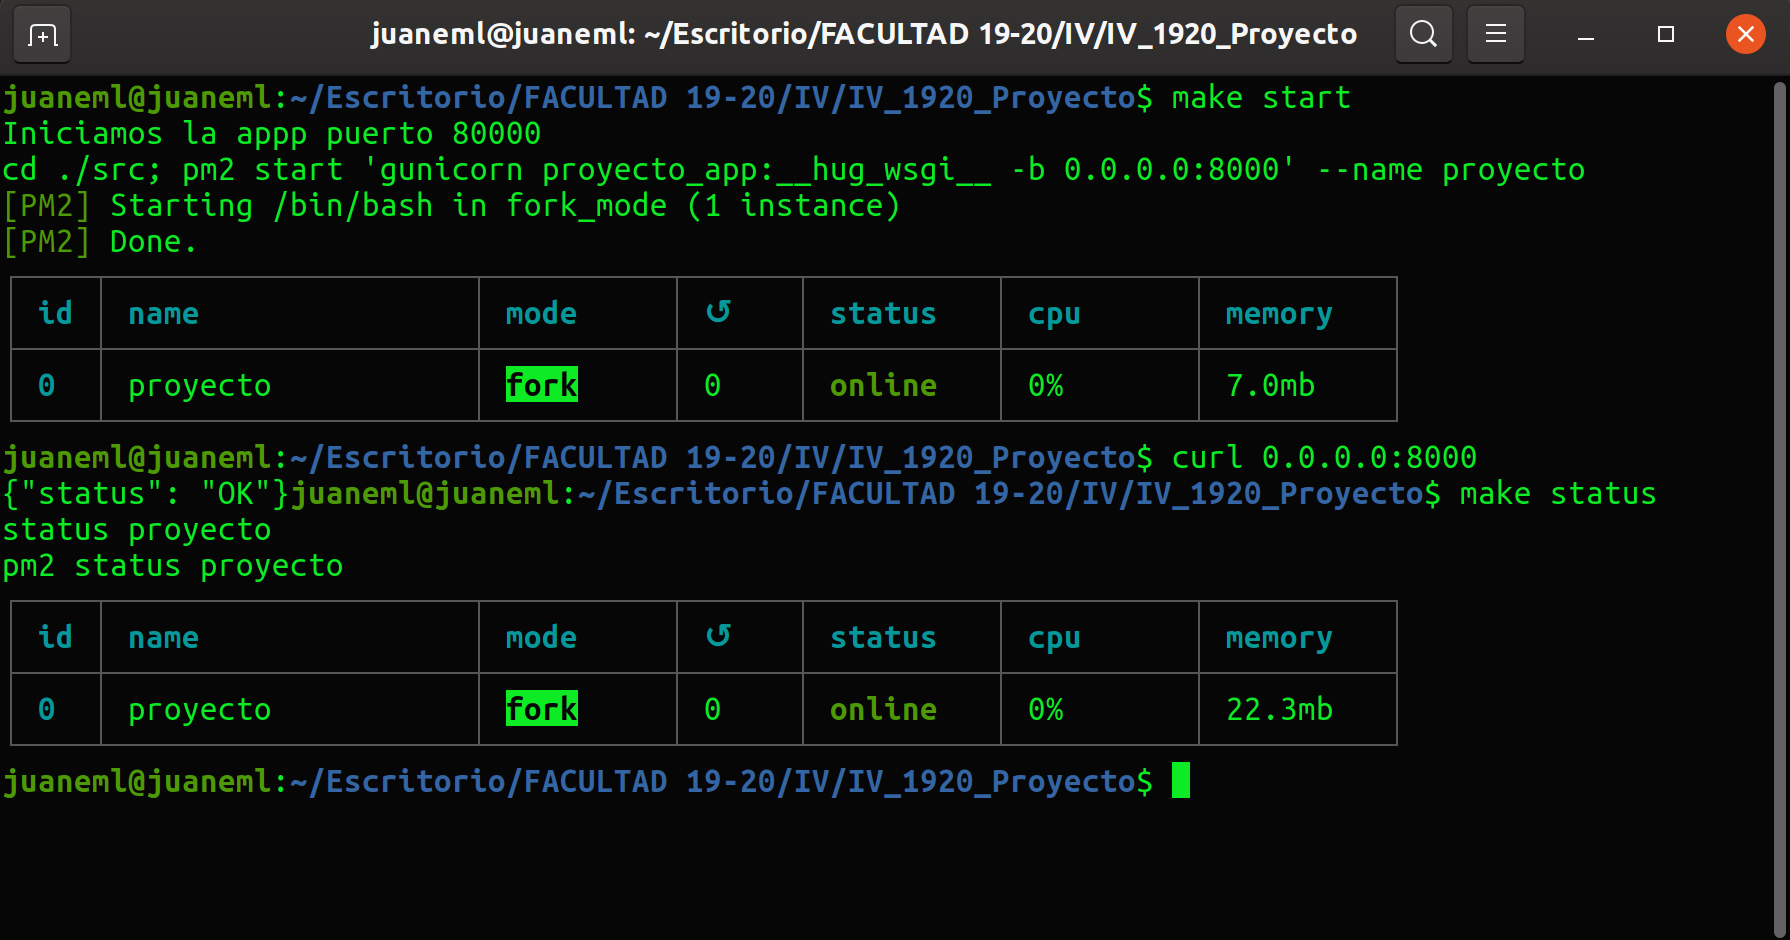 juaneml@juaneml: ~/Escritorio/FACULTAD 19-20/IV/IV_1920_Proyecto
juaneml@juaneml:~/Escritorio/FACULTAD 19-20/IV/IV_1920_Proyecto$ make start
Iniciamos la appp puerto 80000
cd ./src; pm2 start 'gunicorn proyecto_app:__hug_wsgi__ -b 0.0.0.0:8000' --name proyecto
[PM2] Starting /bin/bash in fork_mode (1 instance)
[PM2] Done.
id name mode ↺ status cpu memory
0 proyecto fork 0 online 0% 7.0mb
juaneml@juaneml:~/Escritorio/FACULTAD 19-20/IV/IV_1920_Proyecto$ curl 0.0.0.0:8000
{"status": "OK"}juaneml@juaneml:~/Escritorio/FACULTAD 19-20/IV/IV_1920_Proyecto$ make status
status proyecto
pm2 status proyecto
id name mode ↺ status cpu memory
0 proyecto fork 0 online 0% 22.3mb
juaneml@juaneml:~/Escritorio/FACULTAD 19-20/IV/IV_1920_Proyecto$